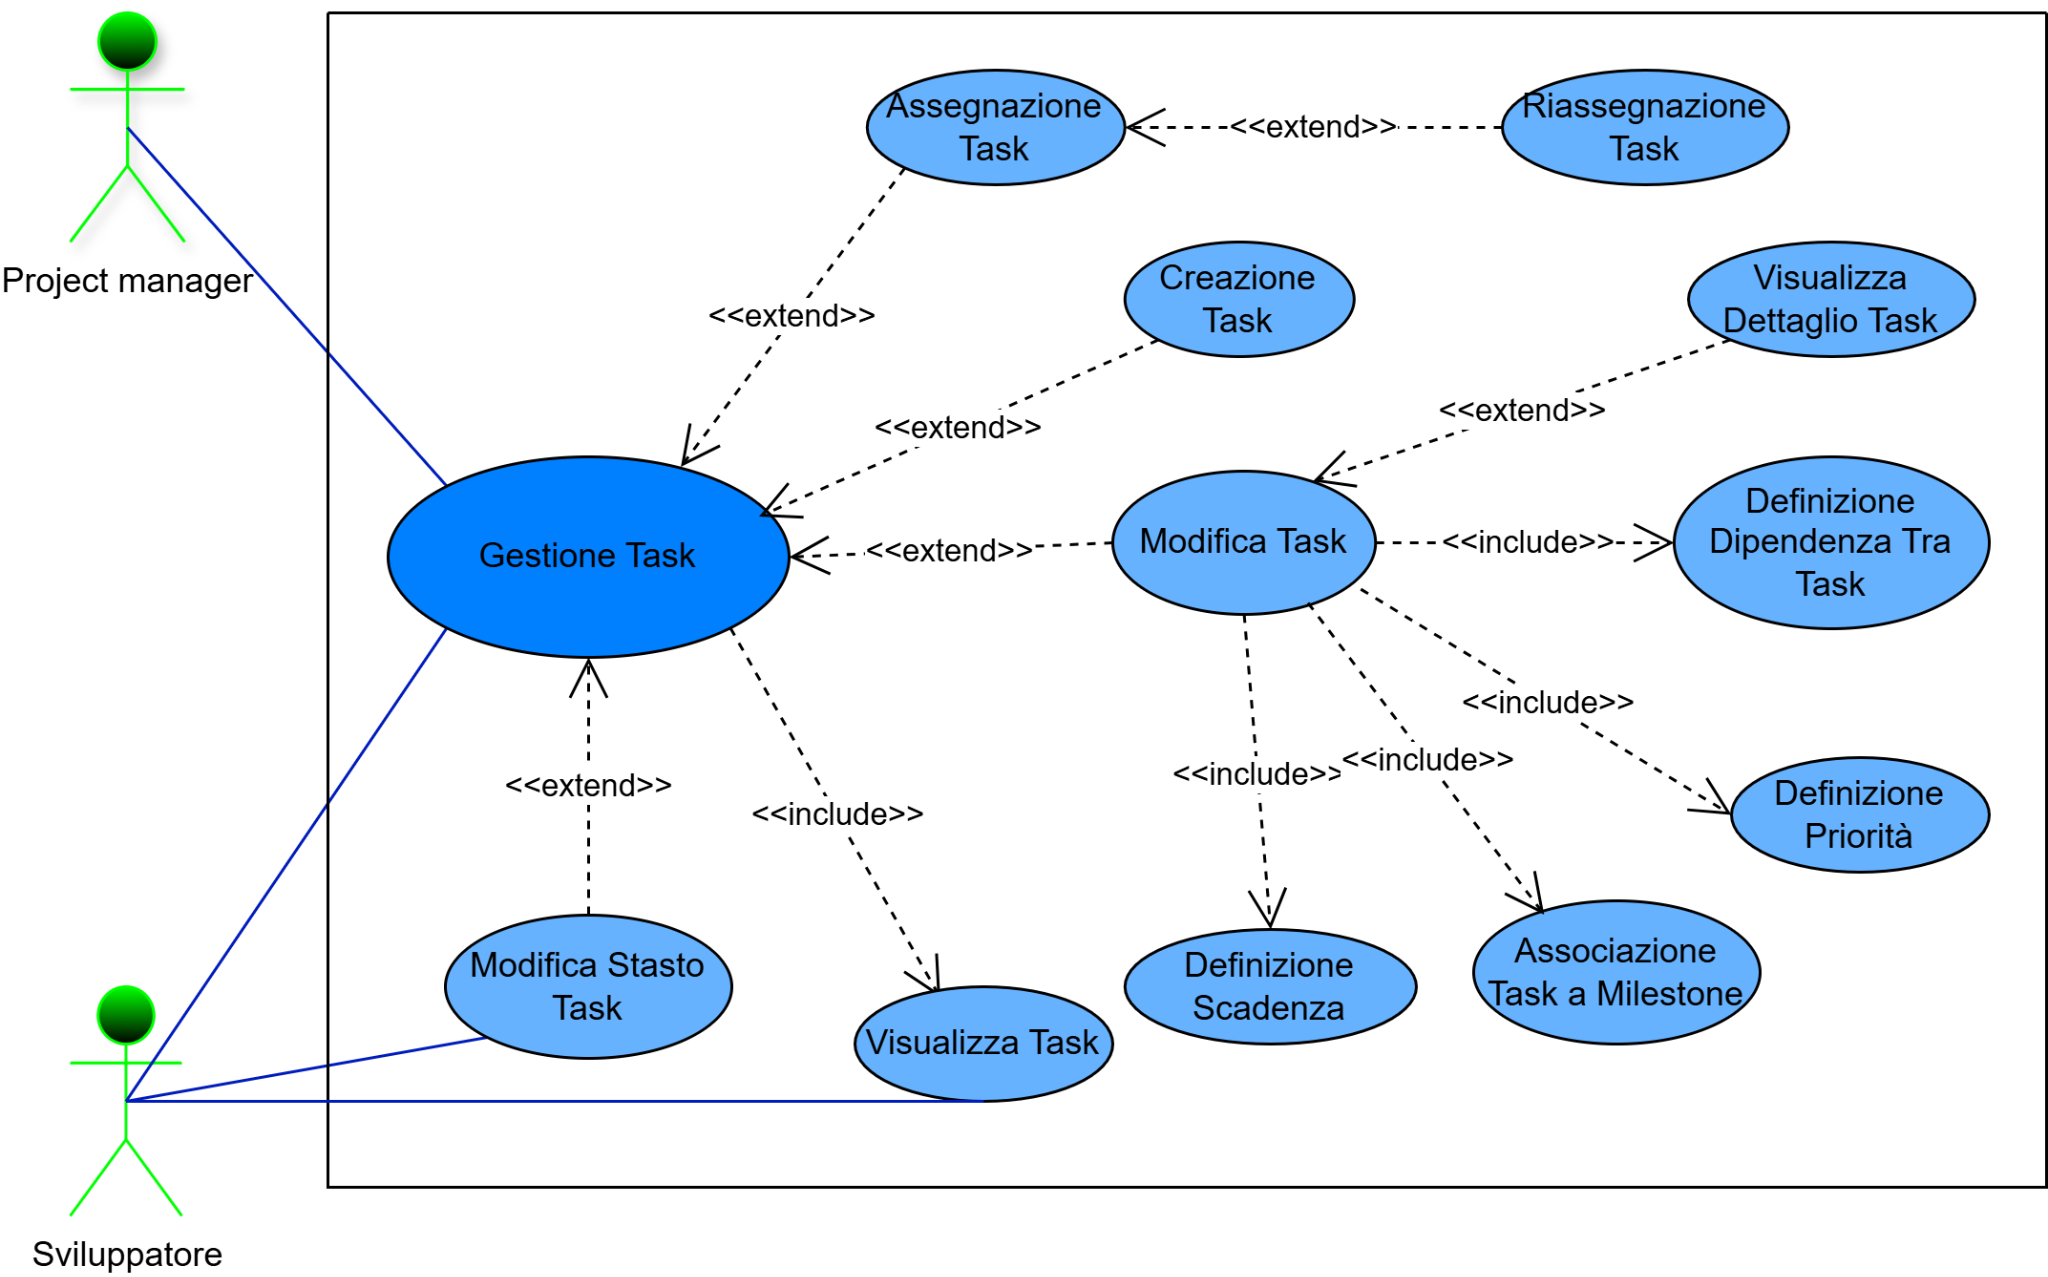 Assegnazione
Task
<<extend>>
Riassegnazione
Task
Project manager
Creazione
Task
Visualizza
Dettaglio Task
<<extend>>
<<extend>>
<<extend>>
Gestione Task
<<extend>>
Modifica Task
<<include>>
Definizione
Dipendenza Tra
Task
<<include>>
<<extend>>
<<include>>
<<include>>
<<include>>
Definizione
Priorità
Modifica Stasto
Task
Visualizza Task
Definizione
Scadenza
Associazione
Task a Milestone
Sviluppatore